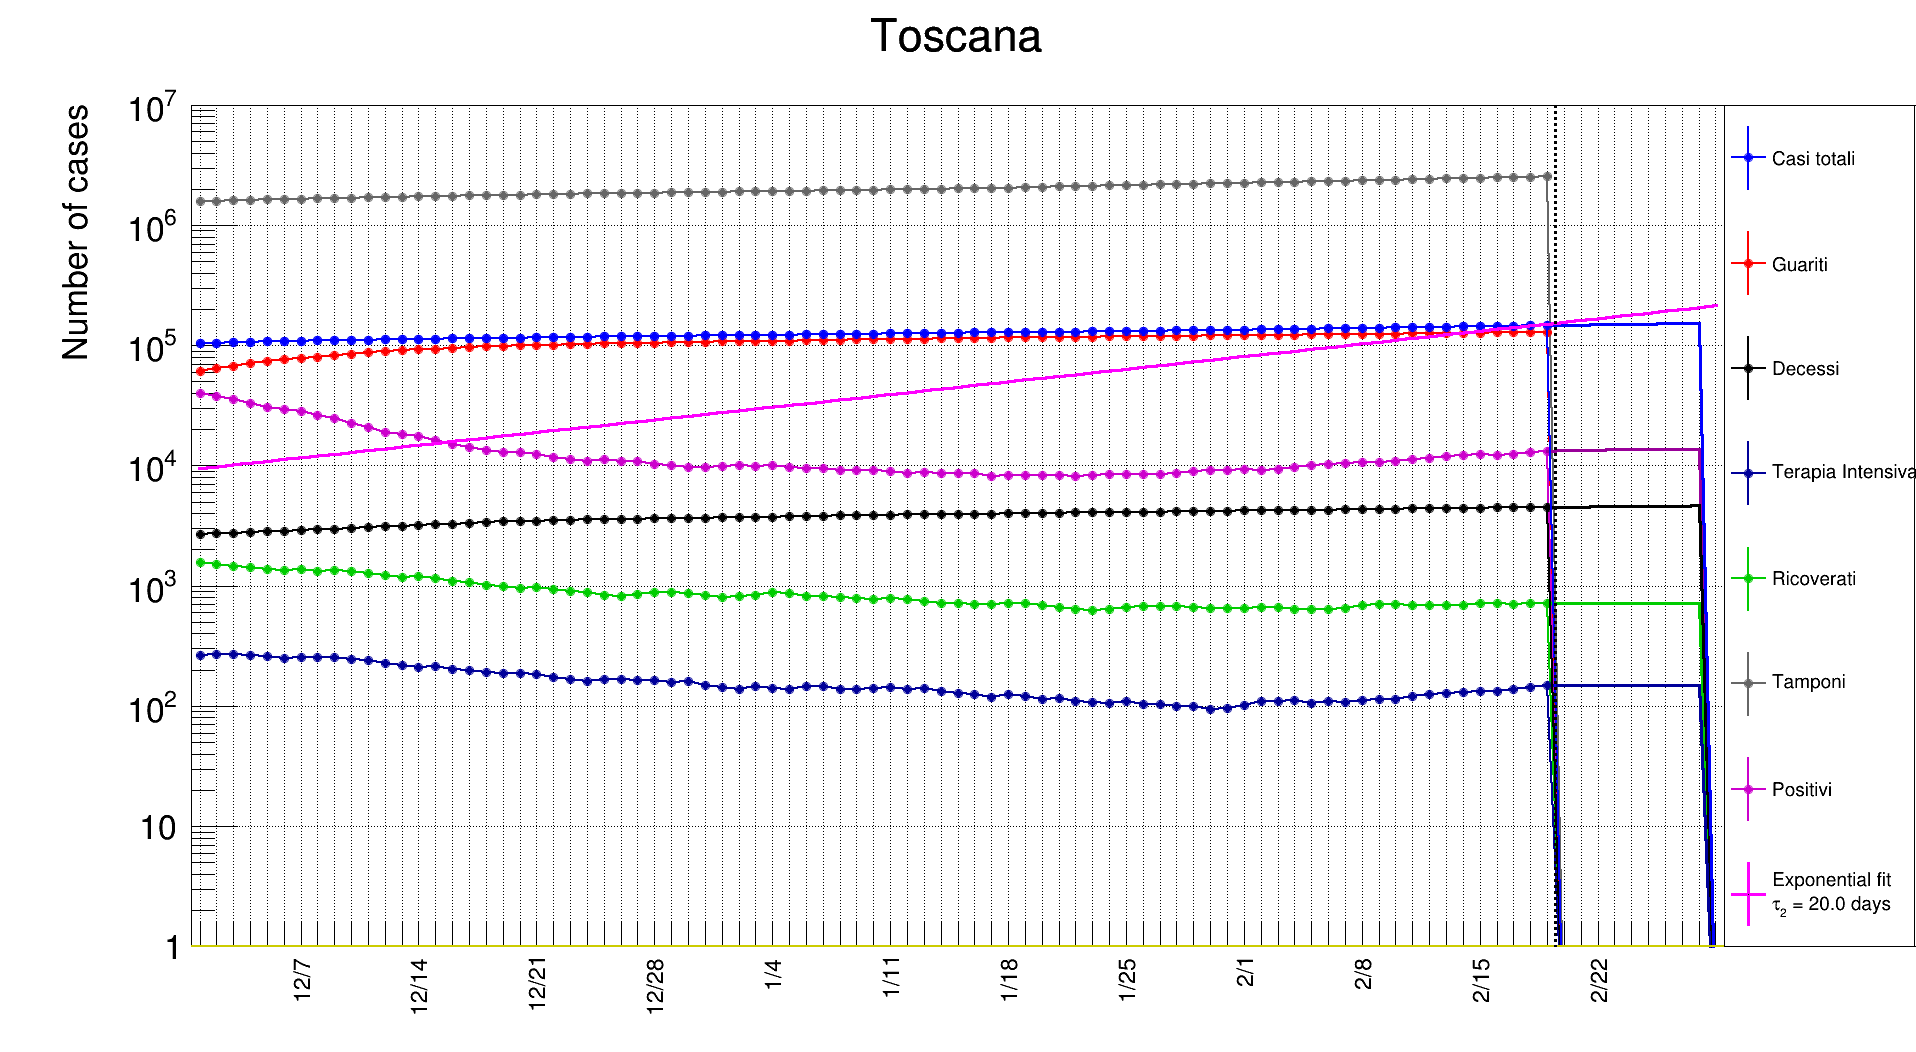 Toscana
Number of cases
10^7
10^6
10^5
10^4
10^3
10^2
10
1
12/7
12/14
12/21
12/28
1/4
1/11
1/18
1/25
2/1
2/8
2/15
2/22
Casi totali
Guariti
Decessi
Terapia Intensiva
Ricoverati
Tamponi
Positivi
Exponential fit
τ_2 = 20.0 days